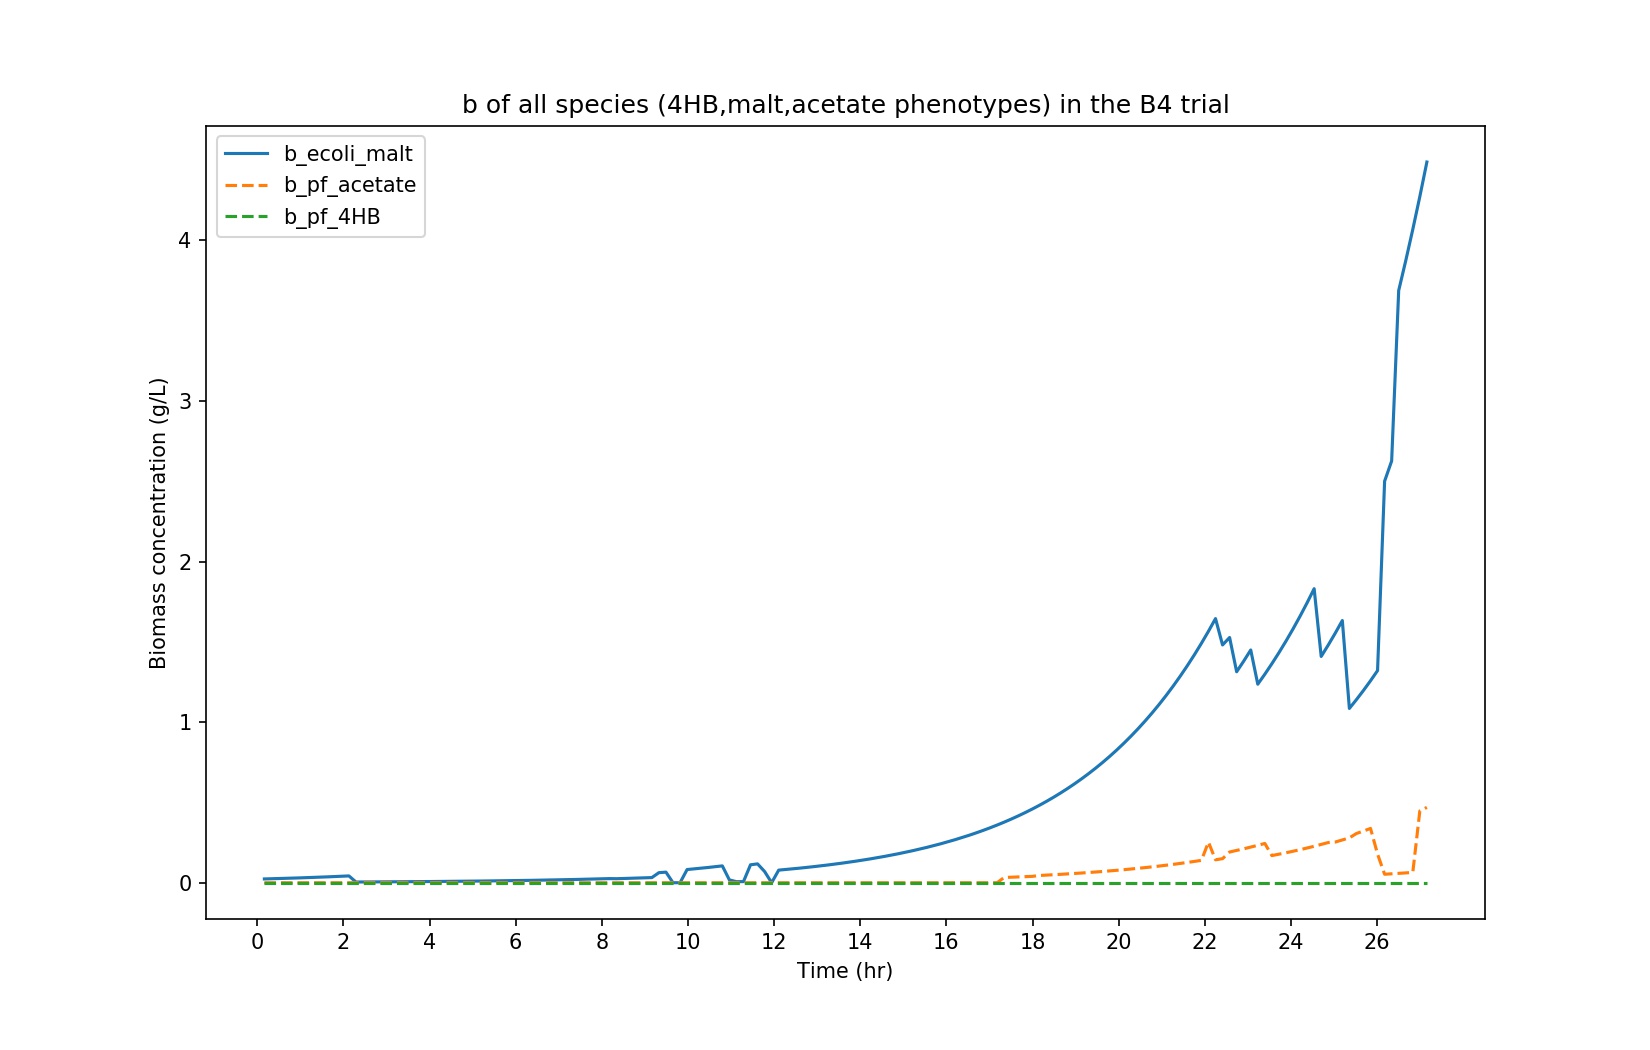 b of all species (4HB,malt,acetate phenotypes) in the B4 trial
b_ecoli_malt
b_pf_acetate
b_pf_4HB
Biomass concentration (g/L)
4
3
2
1
0
0 2 4 6 8 10 12 14 16 18 20 22 24 26
Time (hr)